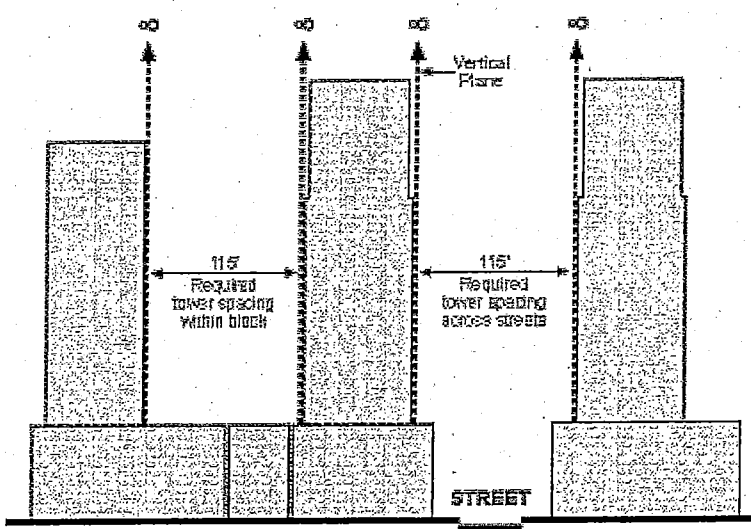 ∞
∞
∞
∞
Vertical
Plane
115'
Required
tower spacing
within block
115'
Required
tower spacing
across streets
STREET